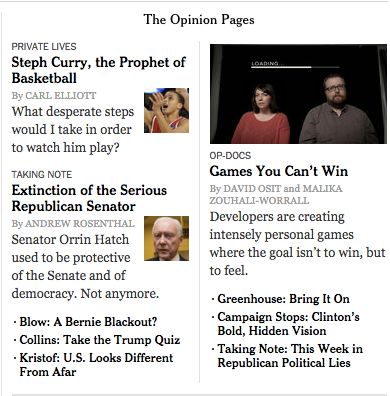 The Opinion Pages
PRIVATE LIVES
Steph Curry, the Prophet of
Basketball
By CARL ELLIOTT
What desperate steps
would I take in order
to watch him play?
TAKING NOTE
Extinction of the Serious
Republican Senator
By ANDREW ROSENTHAL
Senator Orrin Hatch
used to be protective
of the Senate and of
democracy. Not anymore.
· Blow: A Bernie Blackout?
· Collins: Take the Trump Quiz
· Kristof: U.S. Looks Different
From Afar
LOADING...
OP-DOCS
Games You Can't Win
By DAVID OSIT and MALIKA
ZOUHALI-WORRALL
Developers are creating
intensely personal games
where the goal isn't to win, but
to feel.
· Greenhouse: Bring It On
· Campaign Stops: Clinton's
Bold, Hidden Vision
· Taking Note: This Week in
Republican Political Lies